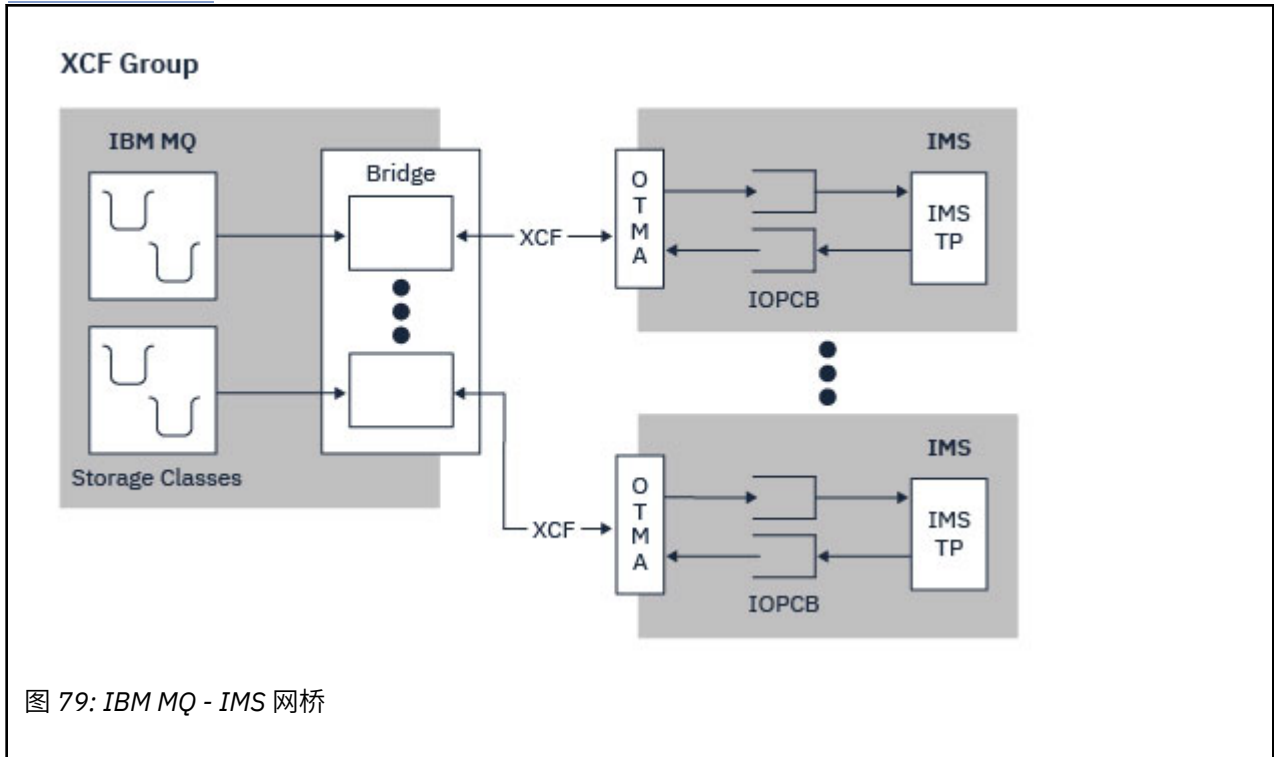 XCF Group
IBM MQ
Bridge
Storage Classes
XCF
O
T
M
A
IOPCB
IMS
IMS
TP
XCF
O
T
M
A
IOPCB
IMS
IMS
TP
图 79: IBM MQ - IMS 网桥